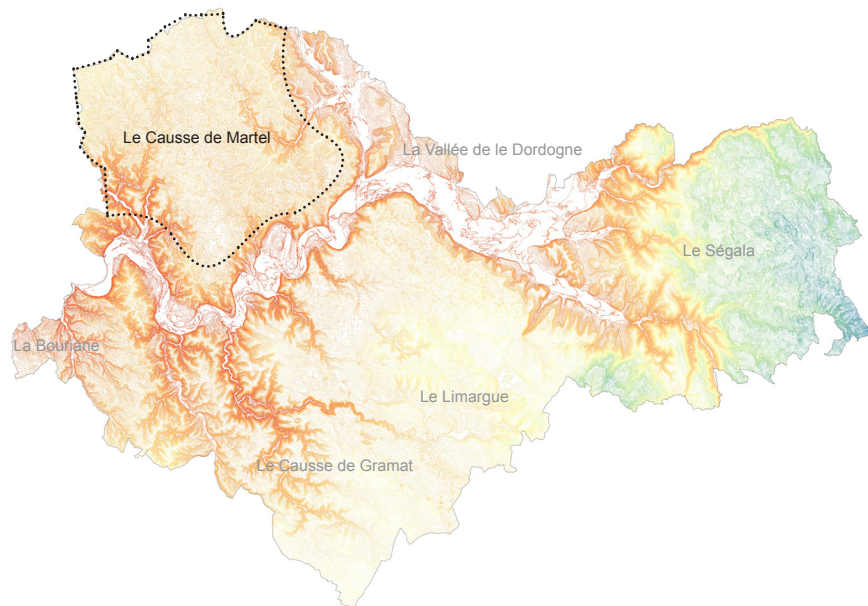 Le Causse de Martel
La Vallée de le Dordogne
Le Ségala
La Bouriane
Le Limargue
Le Causse de Gramat